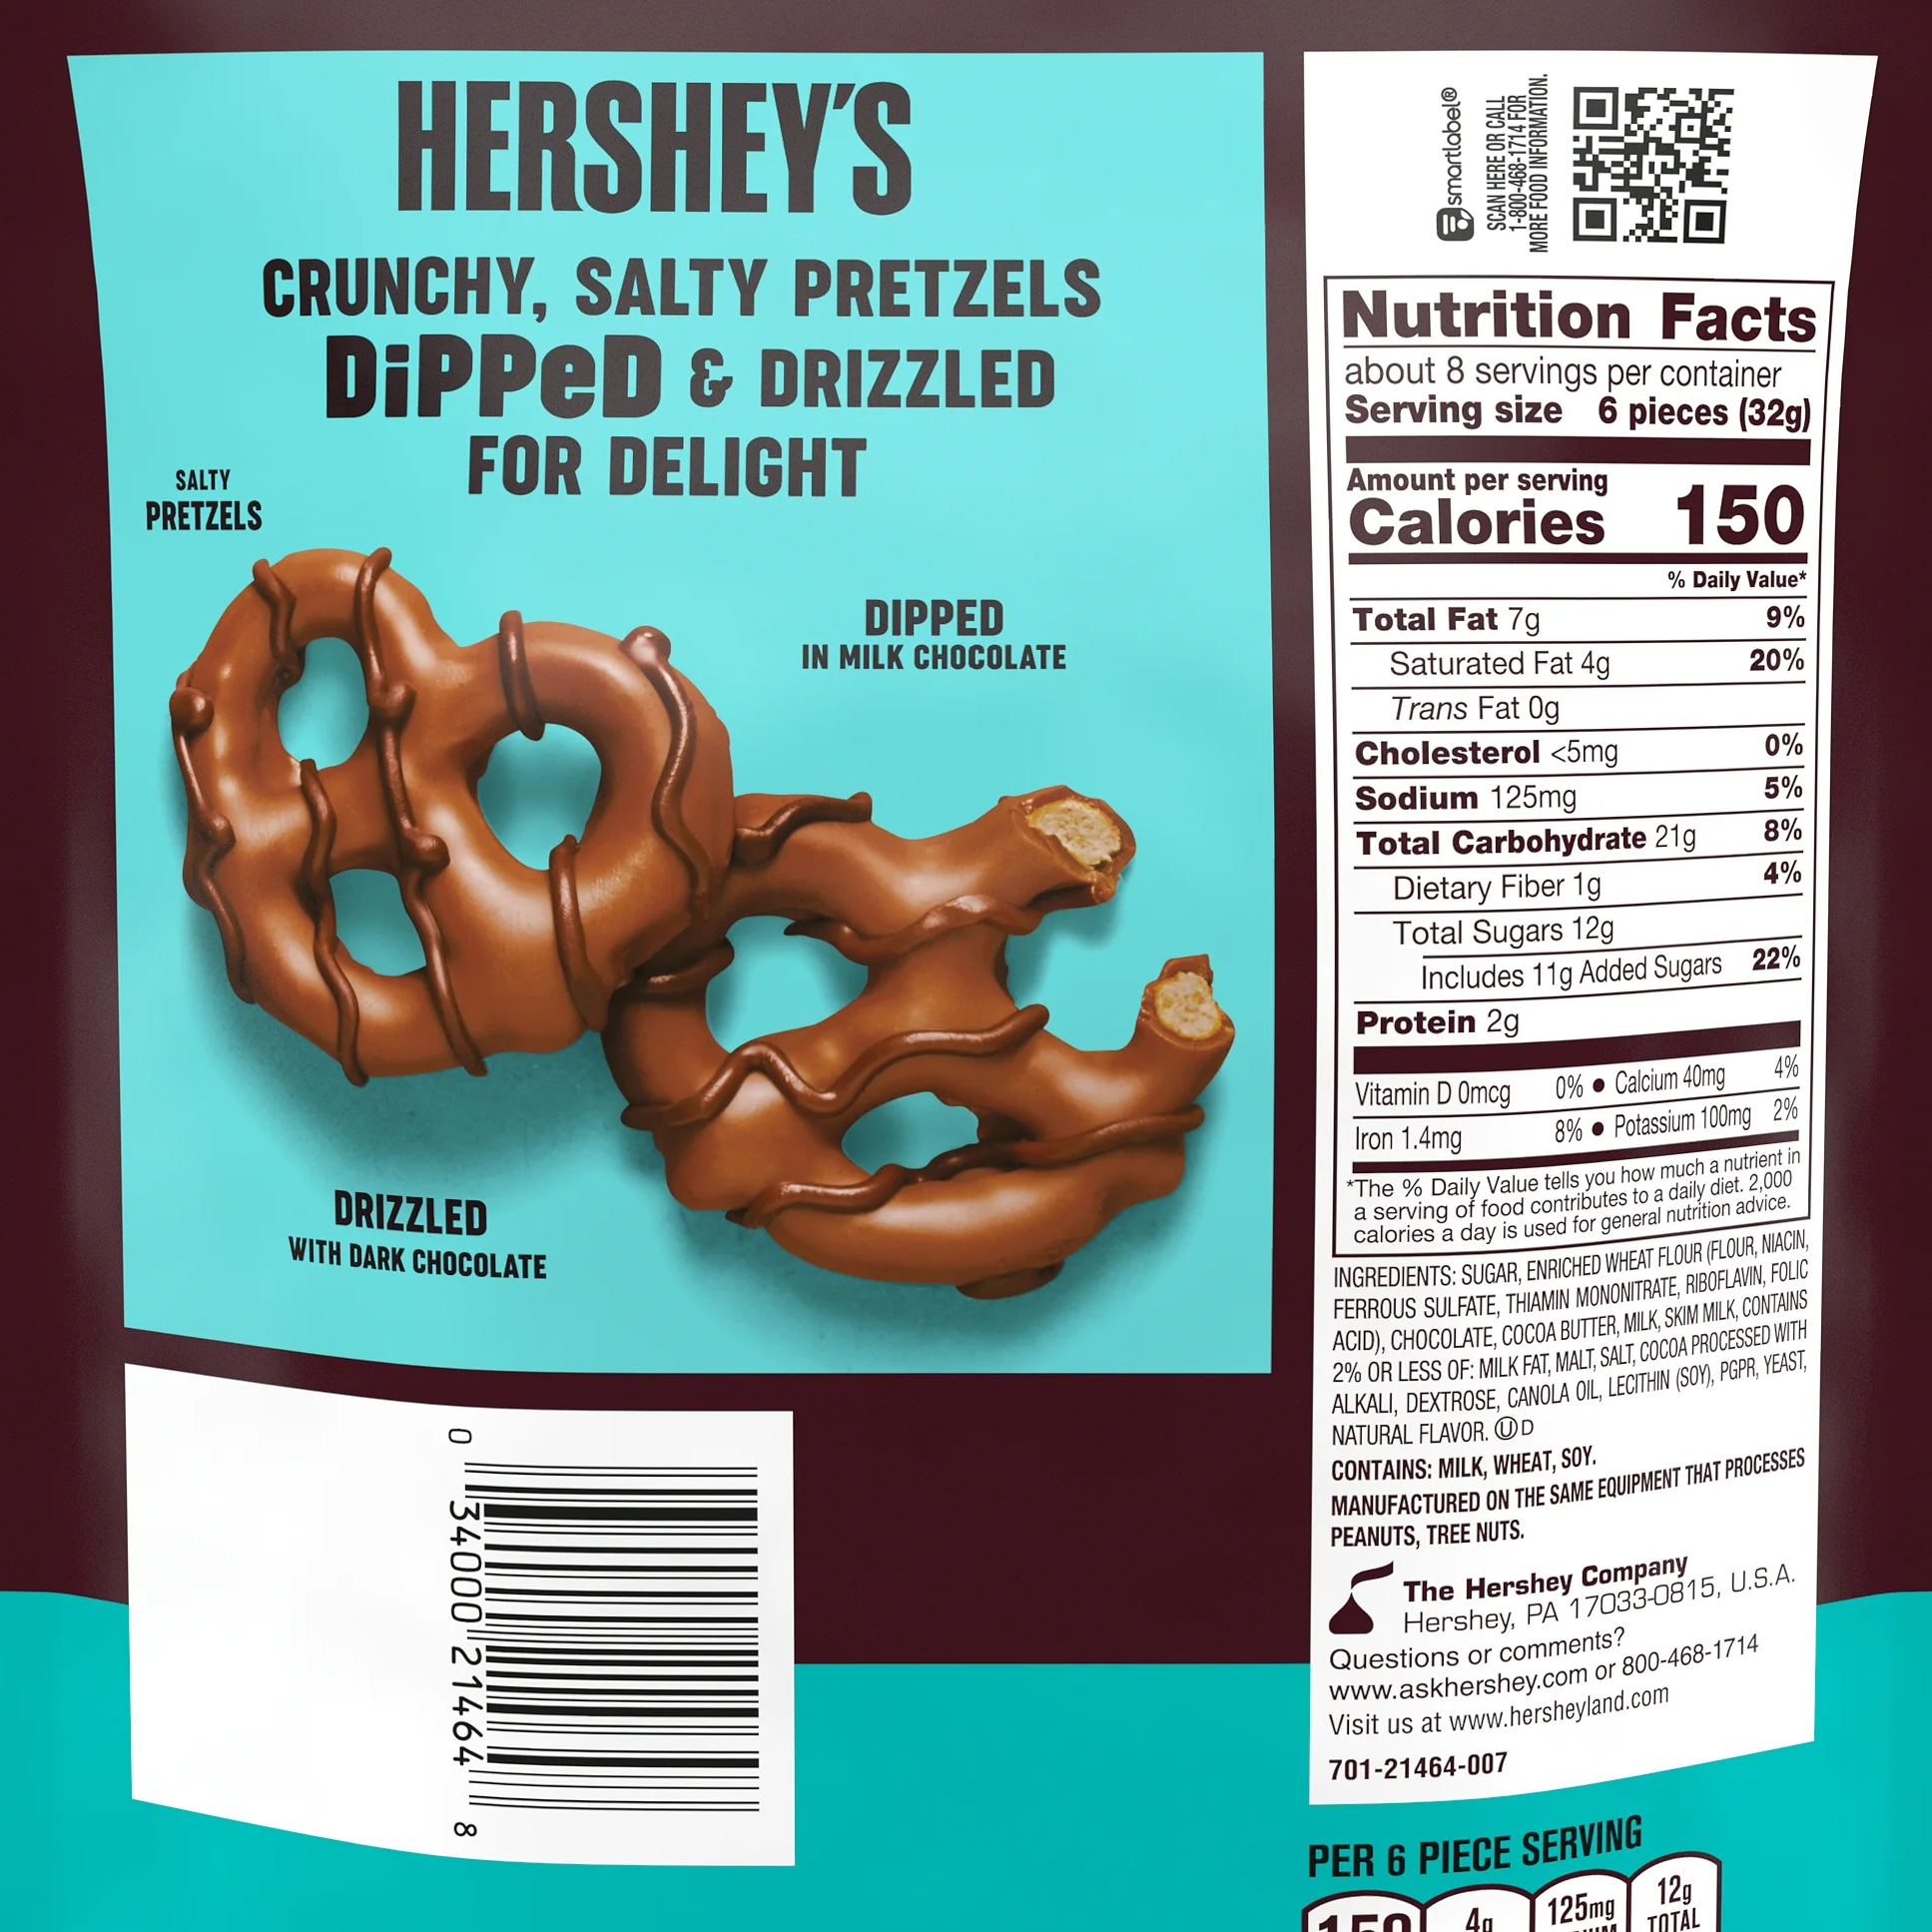 HERSHEY'S
CRUNCHY, SALTY PRETZELS
DiPPeD & DRIZZLED
FOR DELIGHT
SALTY
PRETZELS
DIPPED
IN MILK CHOCOLATE
DRIZZLED
WITH DARK CHOCOLATE
0 34000 21464 8
smartlabel®
SCAN HERE OR CALL
1-800-468-1714 FOR
MORE FOOD INFORMATION.
Nutrition Facts
about 8 servings per container
Serving size 6 pieces (32g)
Amount per serving
Calories 150
% Daily Value*
Total Fat 7g 9%
Saturated Fat 4g 20%
Trans Fat 0g
Cholesterol <5mg 0%
Sodium 125mg 5%
Total Carbohydrate 21g 8%
Dietary Fiber 1g 4%
Total Sugars 12g
Includes 11g Added Sugars 22%
Protein 2g
Vitamin D 0mcg 0% • Calcium 40mg 4%
Iron 1.4mg 8% • Potassium 100mg 2%
*The % Daily Value tells you how much a nutrient in
a serving of food contributes to a daily diet. 2,000
calories a day is used for general nutrition advice.
INGREDIENTS: SUGAR, ENRICHED WHEAT FLOUR (FLOUR, NIACIN,
FERROUS SULFATE, THIAMIN MONONITRATE, RIBOFLAVIN, FOLIC
ACID), CHOCOLATE, COCOA BUTTER, MILK, SKIM MILK, CONTAINS
2% OR LESS OF: MILK FAT, MALT, SALT, COCOA PROCESSED WITH
ALKALI, DEXTROSE, CANOLA OIL, LECITHIN (SOY), PGPR, YEAST,
NATURAL FLAVOR. Ⓤ D
CONTAINS: MILK, WHEAT, SOY.
MANUFACTURED ON THE SAME EQUIPMENT THAT PROCESSES
PEANUTS, TREE NUTS.
The Hershey Company
Hershey, PA 17033-0815, U.S.A.
Questions or comments?
www.askhershey.com or 800-468-1714
Visit us at www.hersheyland.com
701-21464-007
PER 6 PIECE SERVING
150 4g 125mg 12g
TOTAL